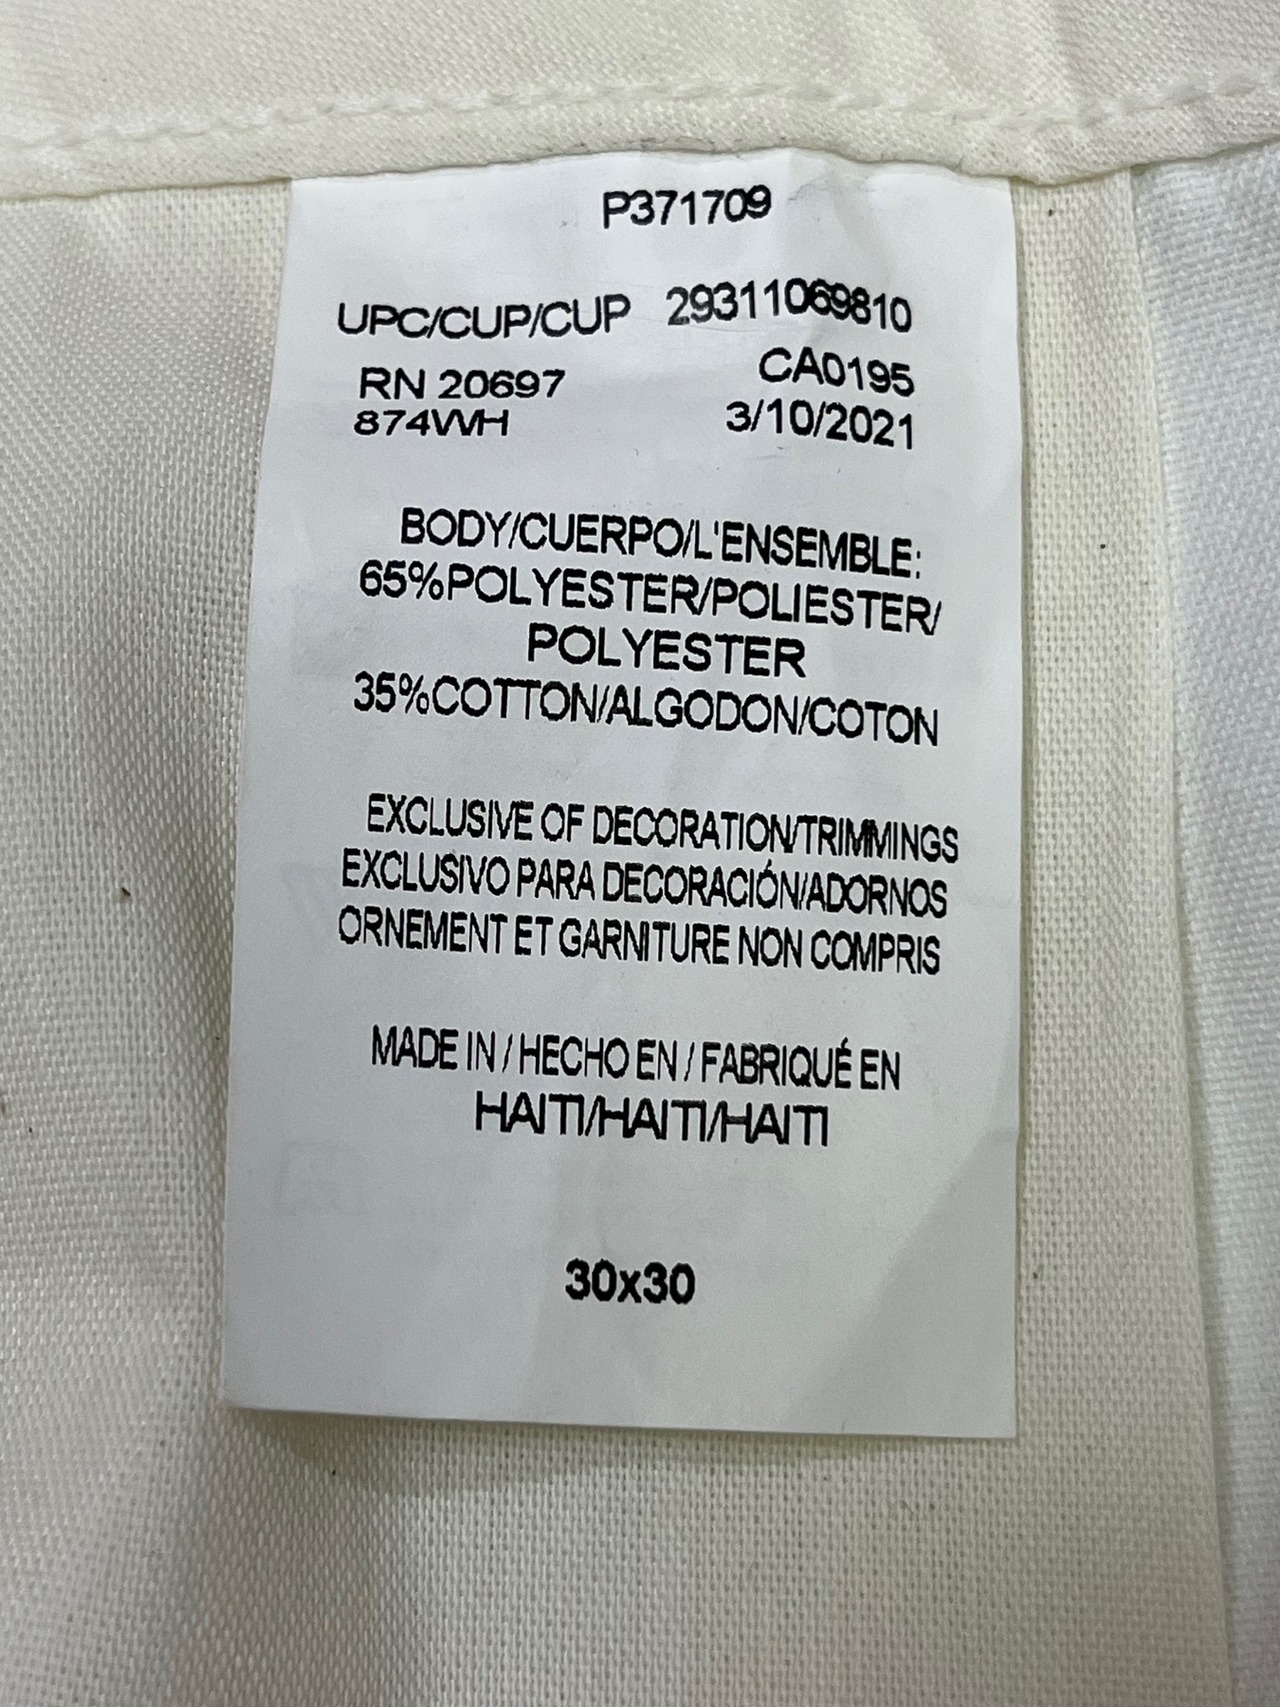 P371709
UPC/CUP/CUP 29311069810
RN 20697 CA0195
874WH 3/10/2021
BODY/CUERPO/L'ENSEMBLE:
65%POLYESTER/POLIESTER/
POLYESTER
35%COTTON/ALGODON/COTON
EXCLUSIVE OF DECORATION/TRIMMINGS
EXCLUSIVO PARA DECORACIÓN/ADORNOS
ORNEMENT ET GARNITURE NON COMPRIS
MADE IN / HECHO EN / FABRIQUÉ EN
HAITI/HAITI/HAITI
30x30